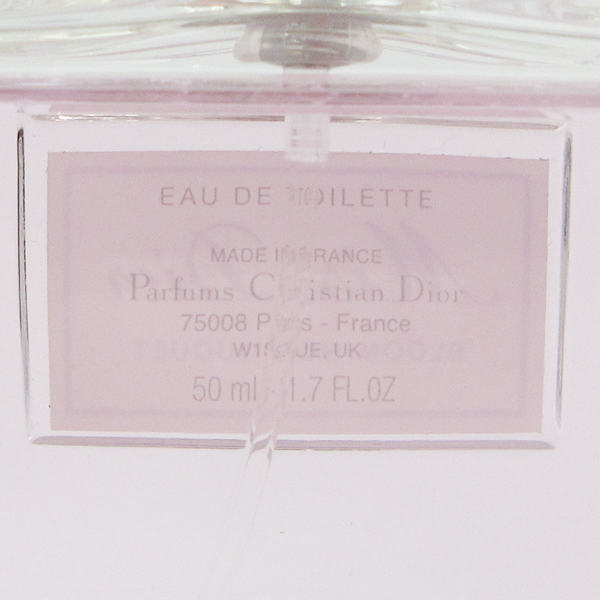 EAU DE TOILETTE
MADE IN FRANCE
Parfums Christian Dior
75008 Paris - France
UK
50 ml - 1.7 FL.OZ